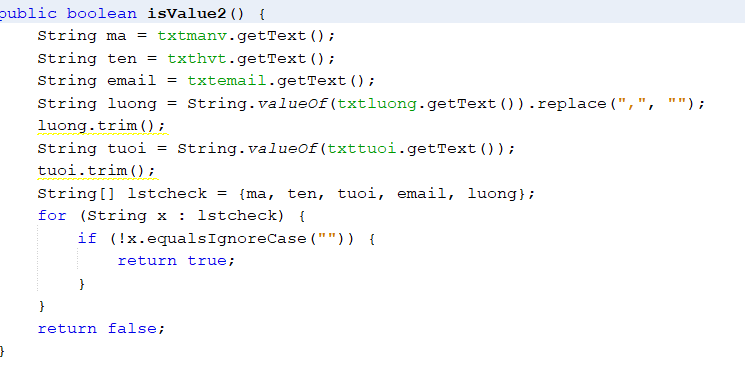 public boolean isValue2() {
    String ma = txtmanv.getText();
    String ten = txthvt.getText();
    String email = txtemail.getText();
    String luong = String.valueOf(txtluong.getText()).replace(",", "");
    luong.trim();
    String tuoi = String.valueOf(txttuoi.getText());
    tuoi.trim();
    String[] lstcheck = {ma, ten, tuoi, email, luong};
    for (String x : lstcheck) {
        if (!x.equalsIgnoreCase("")) {
            return true;
        }
    }
    return false;
}